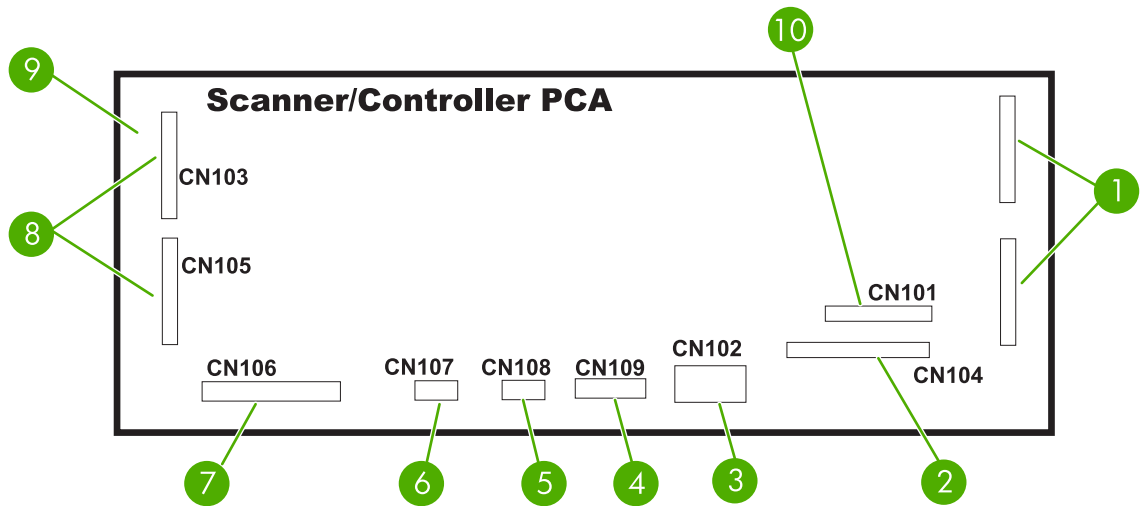 10
9
Scanner/Controller PCA
CN103
1
8
CN105
CN101
CN102
CN106
CN107
CN108
CN109
CN104
7
6
5
4
3
2